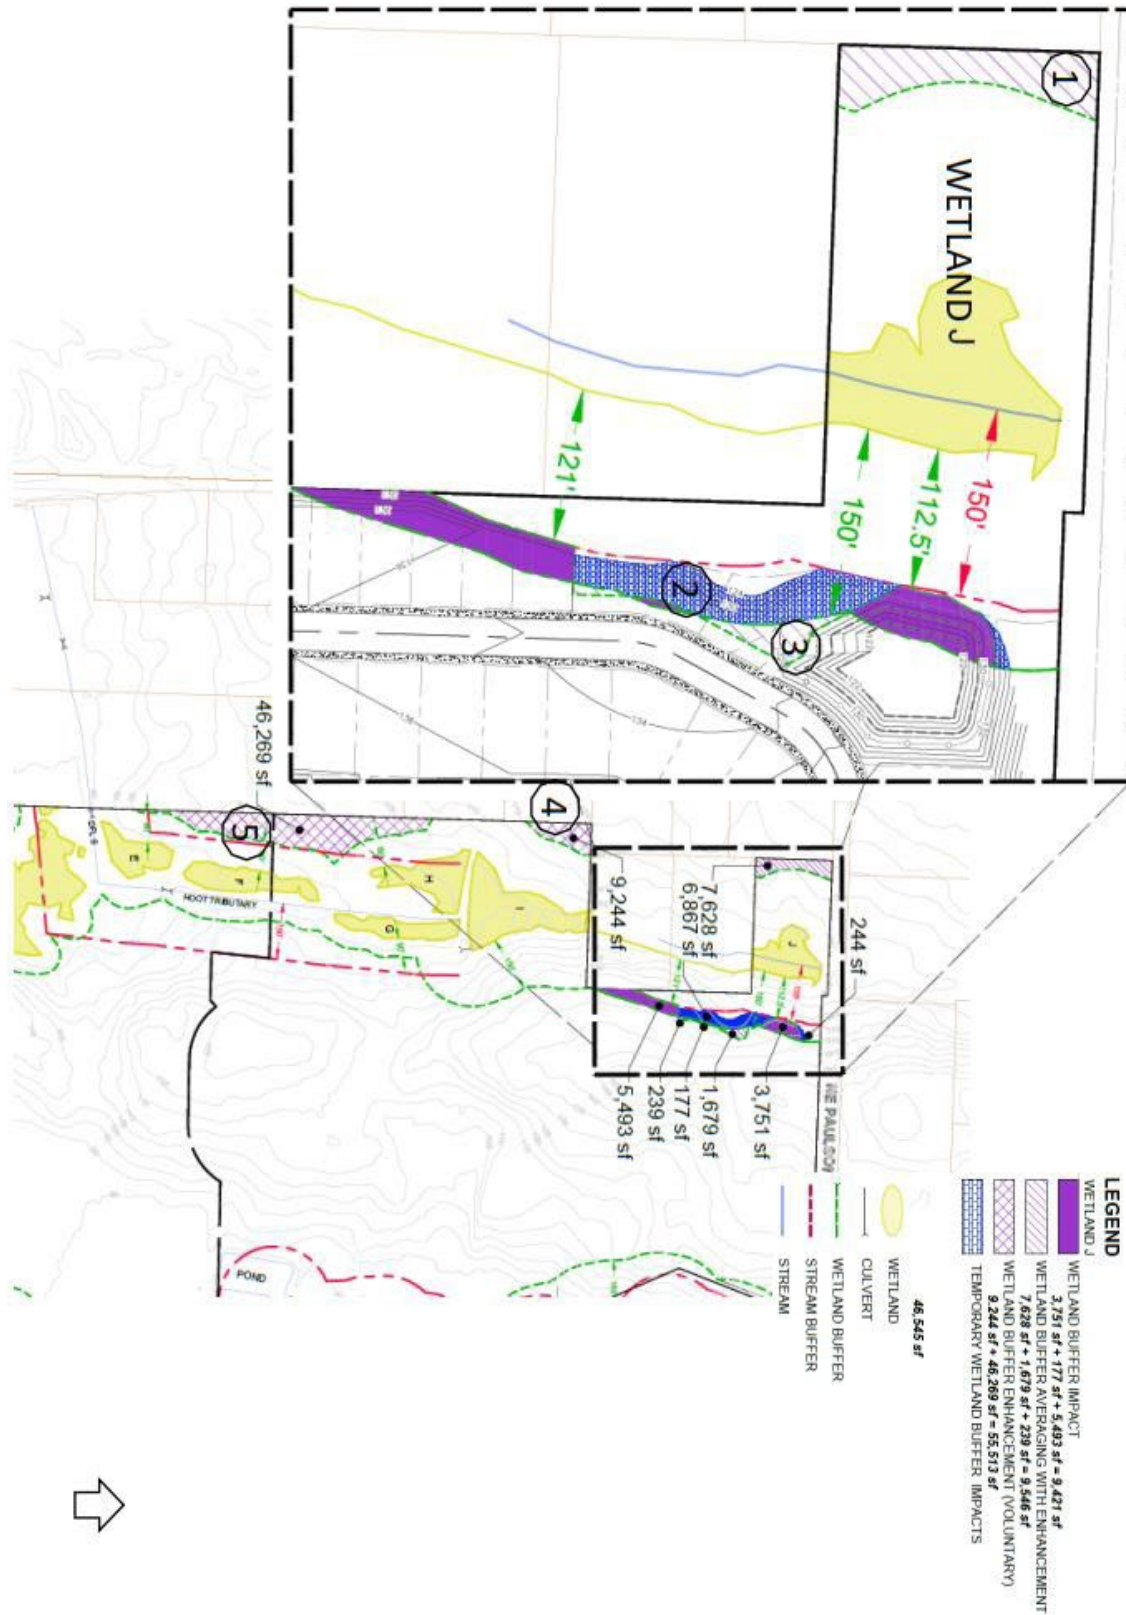 1
WETLAND J
150'
112.5'
150'
121'
2
3
4
5
46,269 sf
9,244 sf
7,628 sf
6,867 sf
244 sf
3,751 sf
1,679 sf
177 sf
239 sf
5,493 sf
NE PAULSON
E
F
G
H
I
J
HOOT TRIBUTARY
POND
LEGEND
WETLAND J
WETLAND BUFFER IMPACT
3,751 sf + 177 sf + 5,493 sf = 9,421 sf
WETLAND BUFFER AVERAGING WITH ENHANCEMENT
7,628 sf + 1,679 sf + 239 sf = 9,546 sf
WETLAND BUFFER ENHANCEMENT (VOLUNTARY)
9,244 sf + 46,269 sf = 55,513 sf
TEMPORARY WETLAND BUFFER IMPACTS
46,545 sf
WETLAND
CULVERT
WETLAND BUFFER
STREAM BUFFER
STREAM